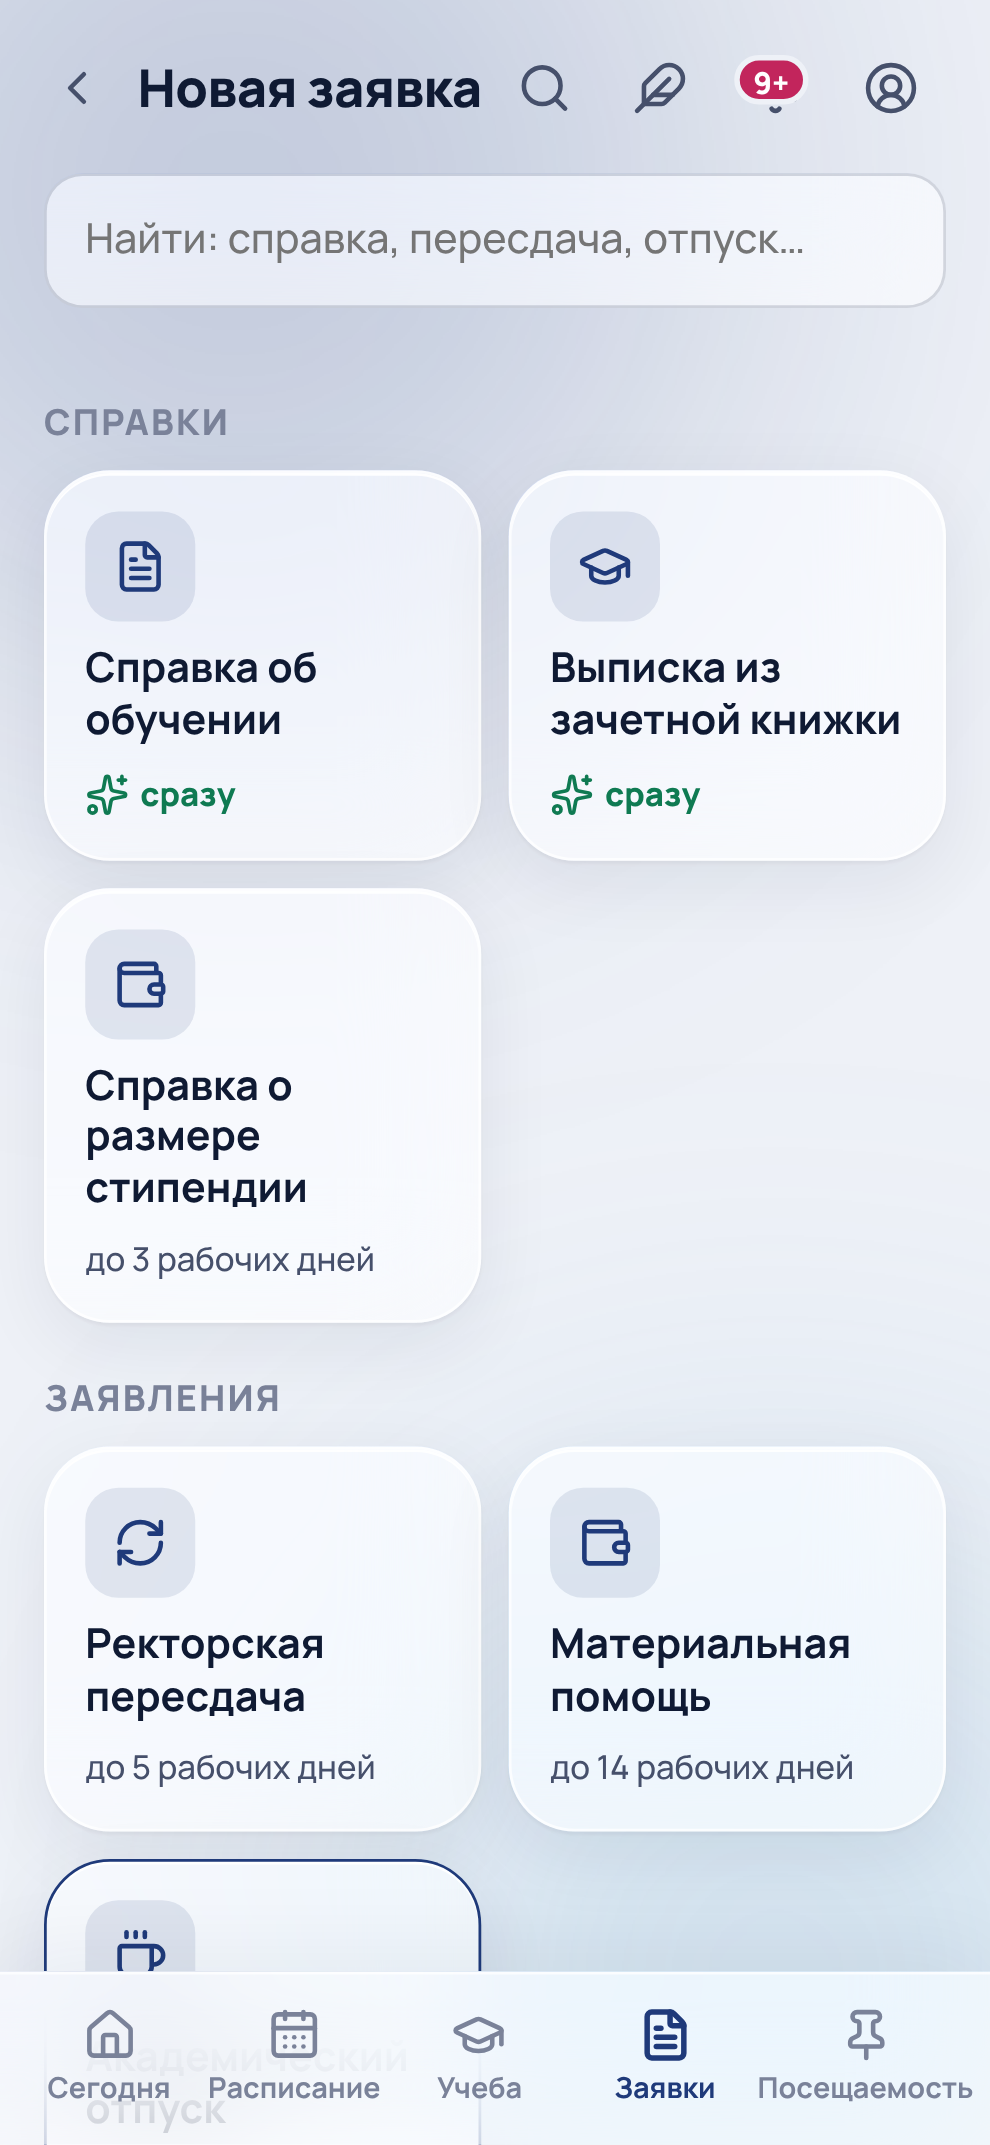 Новая заявка
9+
Найти: справка, пересдача, отпуск...
СПРАВКИ
Справка об
обучении
сразу
Выписка из
зачетной книжки
сразу
Справка о
размере
стипендии
до 3 рабочих дней
ЗАЯВЛЕНИЯ
Ректорская
пересдача
до 5 рабочих дней
Материальная
помощь
до 14 рабочих дней
Академический
отпуск
Сегодня
Расписание
Учеба
Заявки
Посещаемость